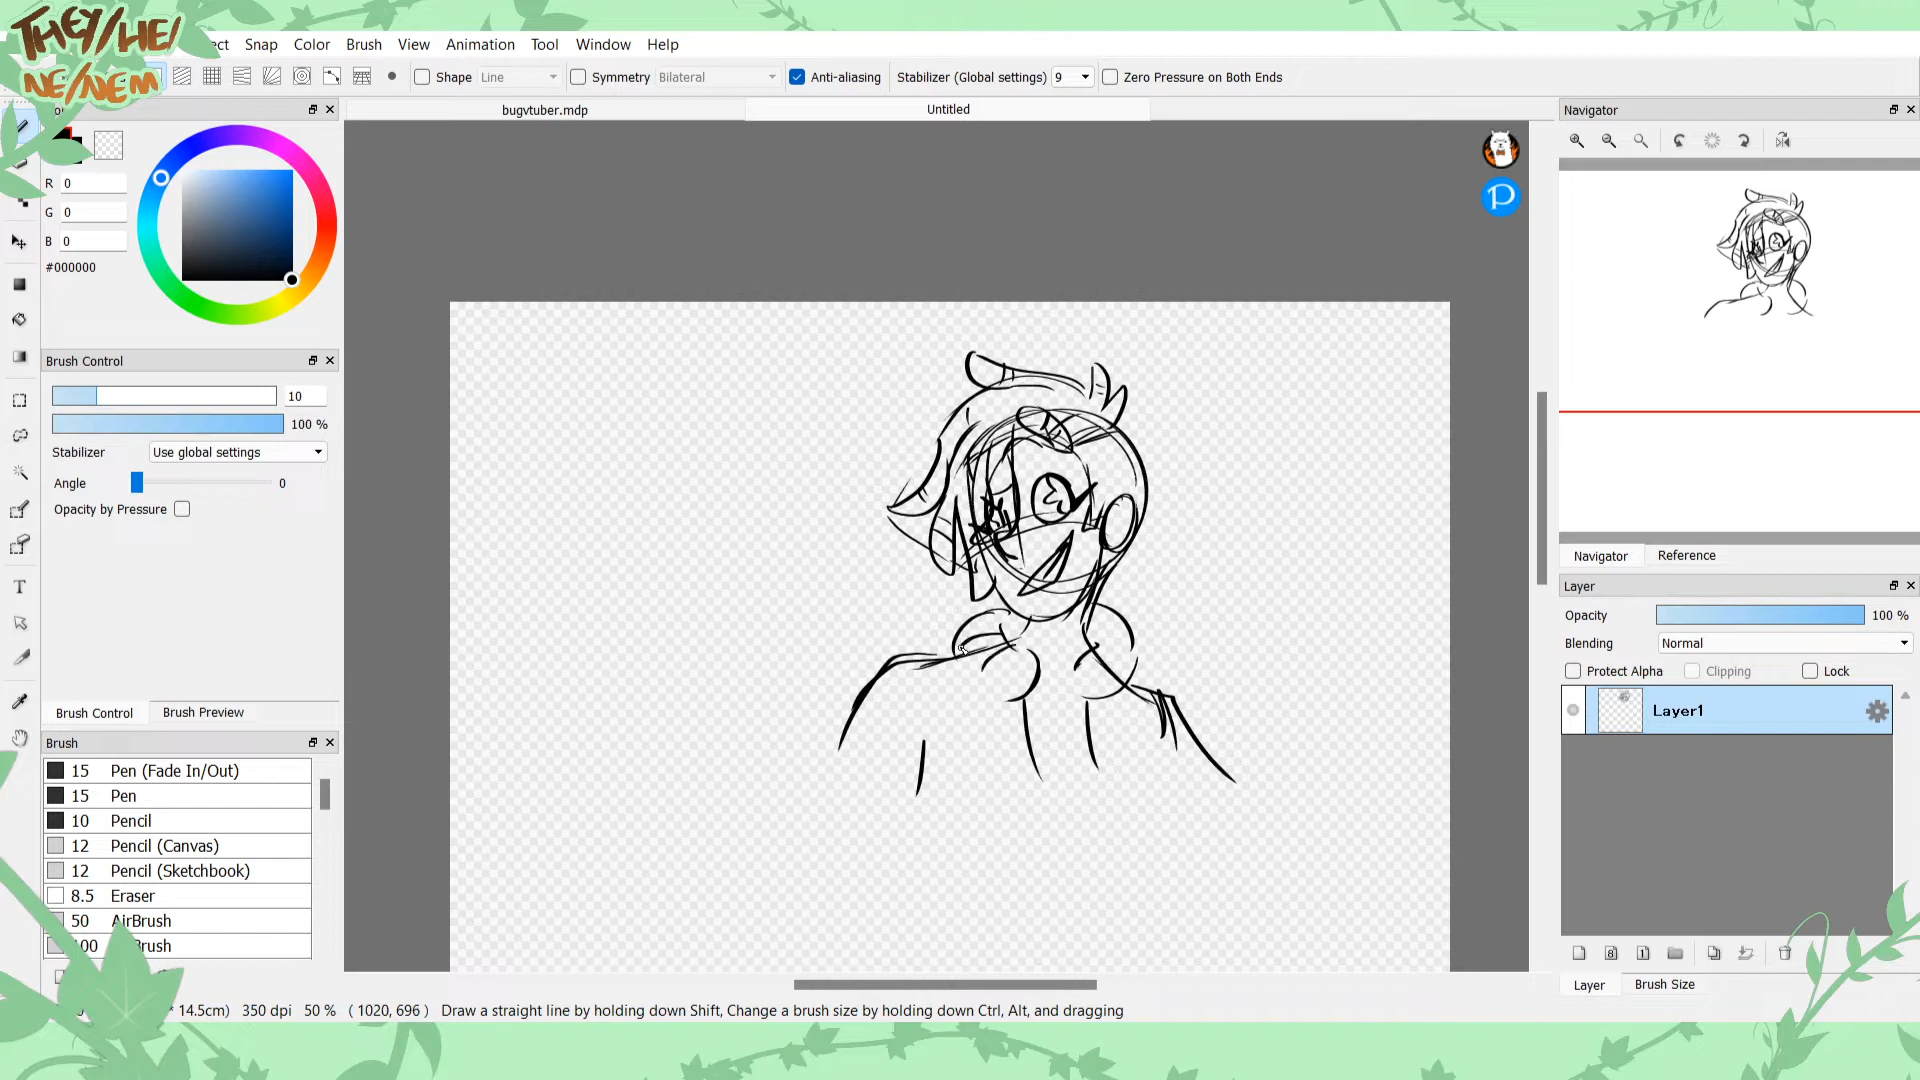 THEY/HE/
NE/NEM
ect Snap Color Brush View Animation Tool Window Help
Shape Line Symmetry Bilateral Anti-aliasing Stabilizer (Global settings) 9 Zero Pressure on Both Ends
bugvtuber.mdp Untitled
R 0
G 0
B 0
#000000
Brush Control
10
100 %
Stabilizer Use global settings
Angle 0
Opacity by Pressure
Brush Control Brush Preview
Brush
15 Pen (Fade In/Out)
15 Pen
10 Pencil
12 Pencil (Canvas)
12 Pencil (Sketchbook)
8.5 Eraser
50 AirBrush
100 Brush
P
Navigator
Navigator Reference
Layer
Opacity 100 %
Blending Normal
Protect Alpha Clipping Lock
Layer1
8 1
Layer Brush Size
* 14.5cm) 350 dpi 50 % ( 1020, 696 ) Draw a straight line by holding down Shift, Change a brush size by holding down Ctrl, Alt, and dragging